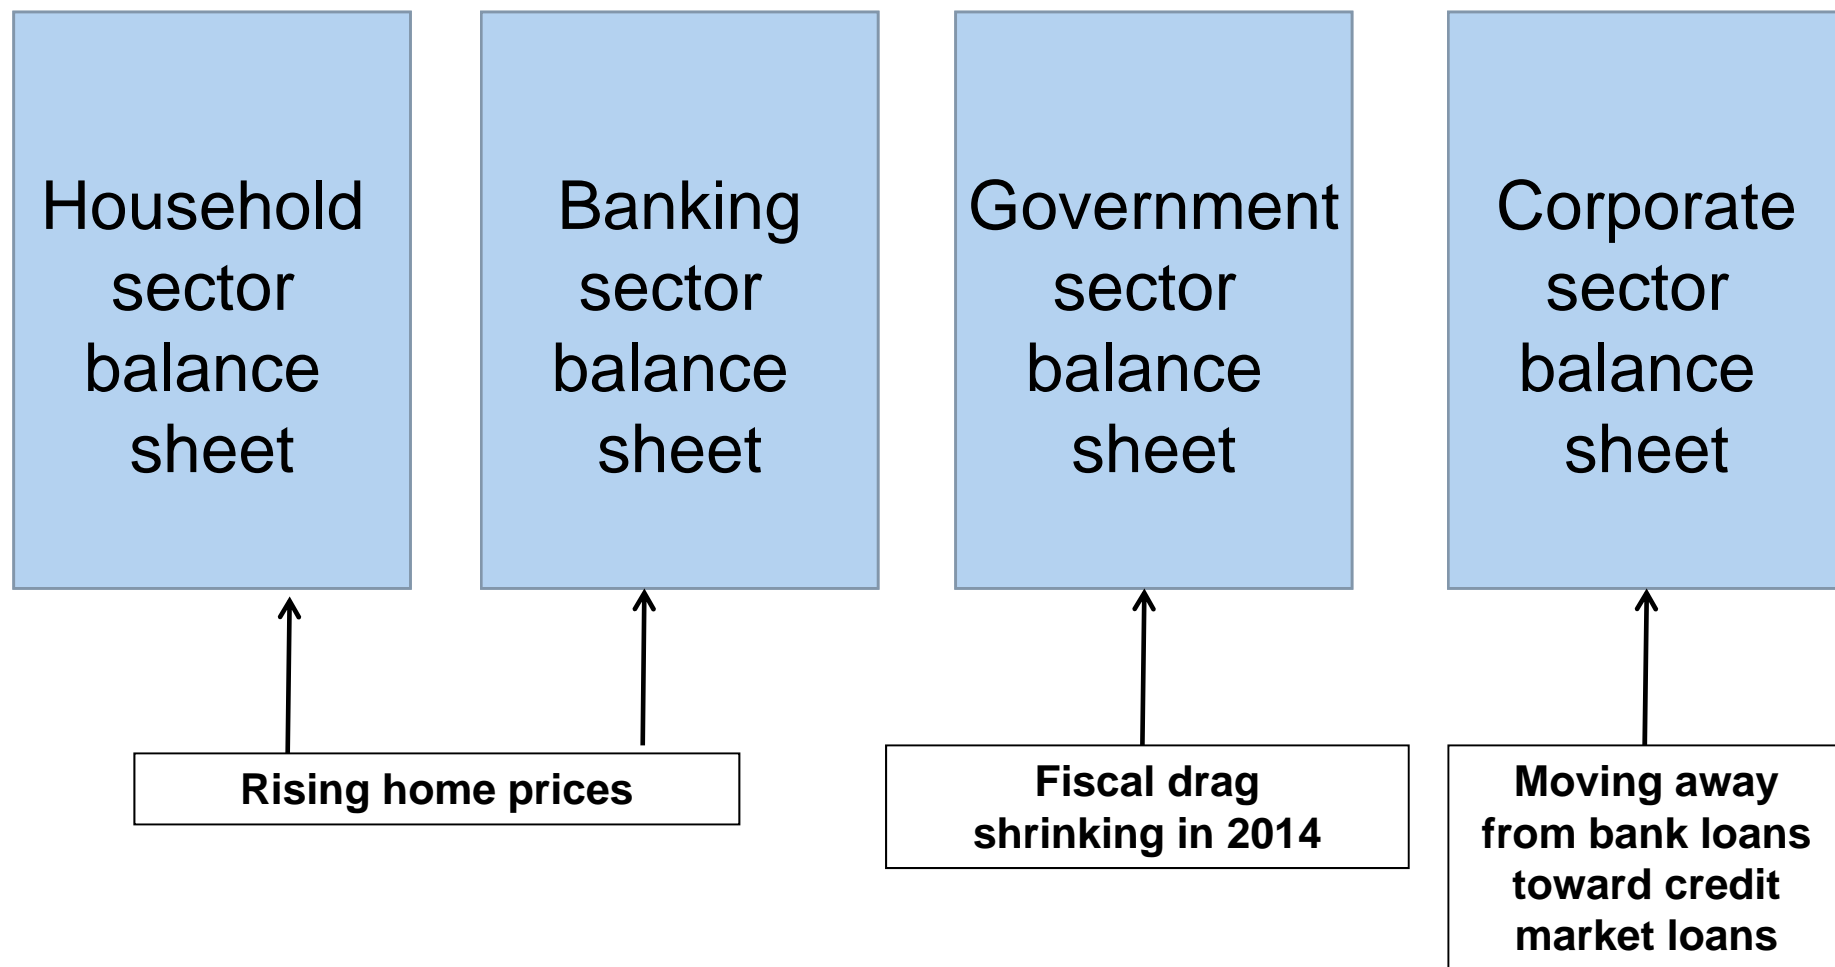 Household
sector
balance
sheet
Banking
sector
balance
sheet
Government
sector
balance
sheet
Corporate
sector
balance
sheet
Rising home prices
Fiscal drag
shrinking in 2014
Moving away
from bank loans
toward credit
market loans